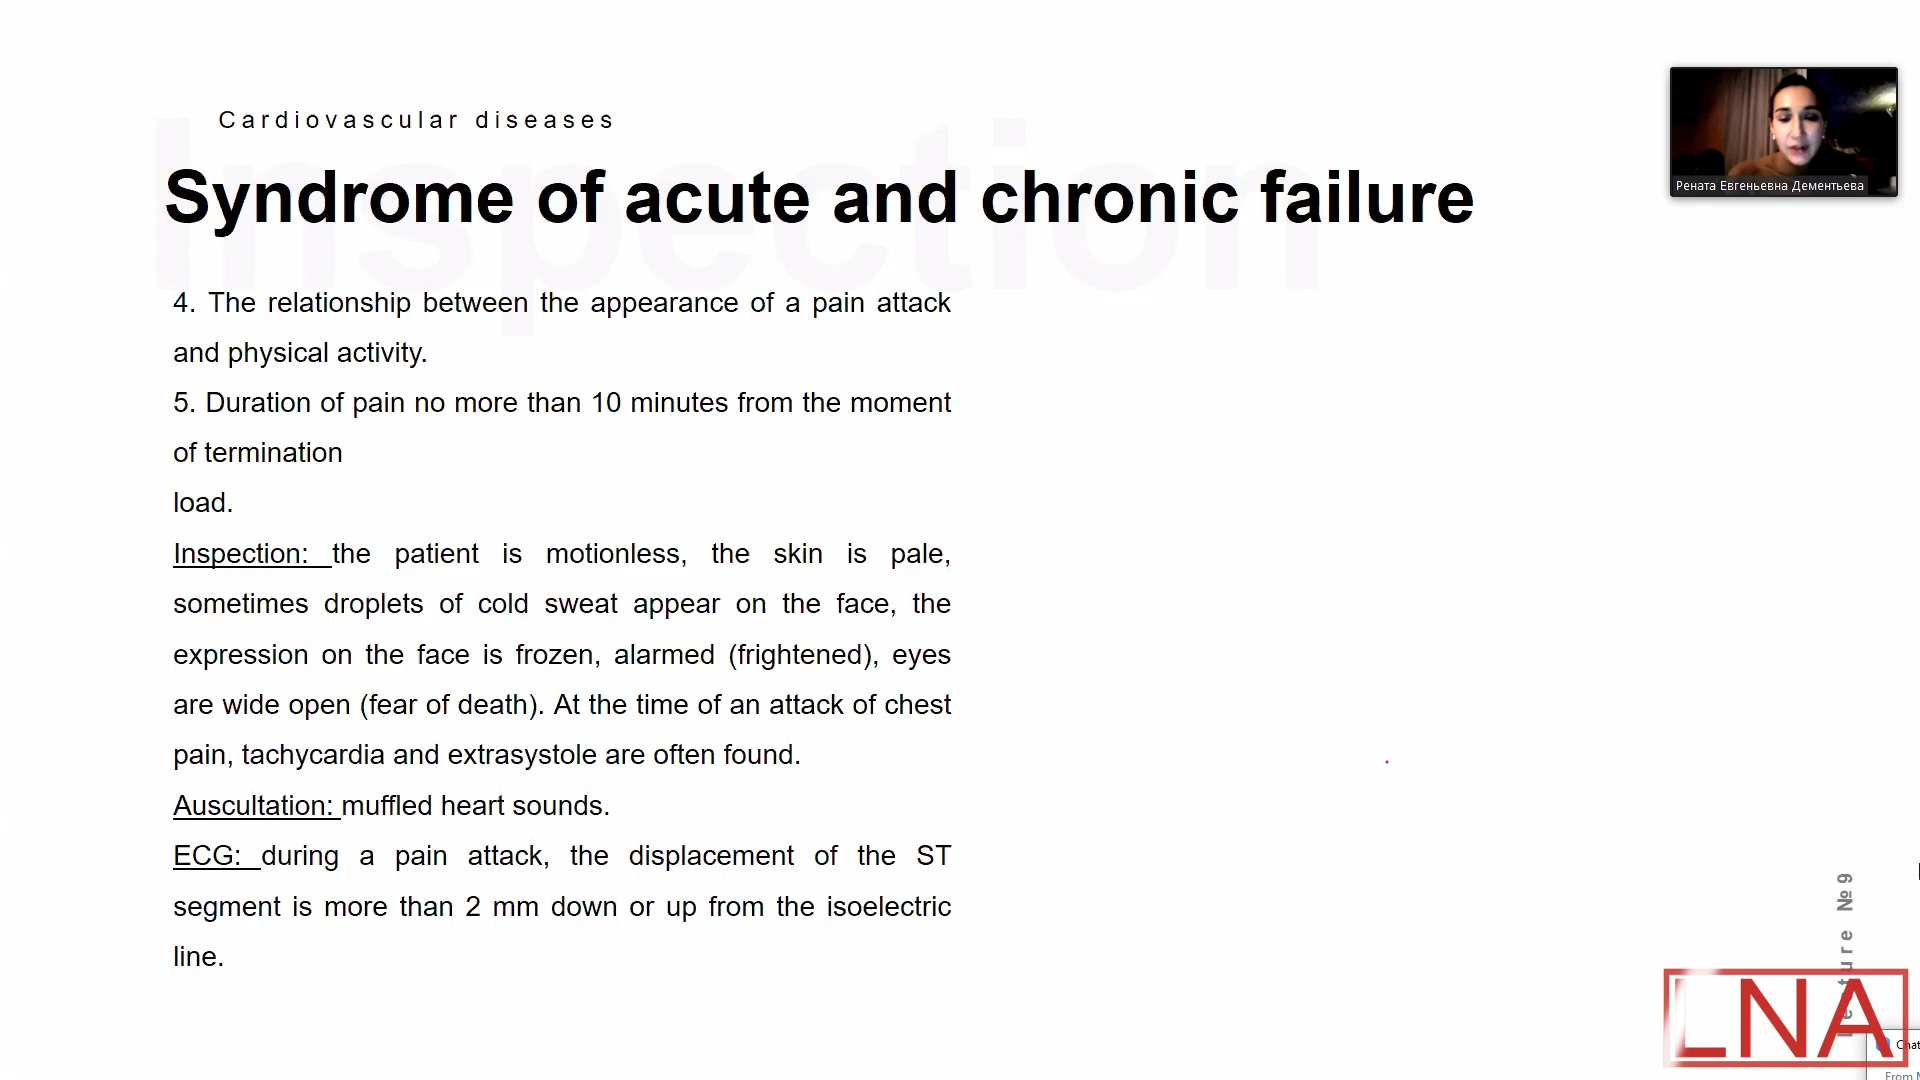 Cardiovascular diseases
Inspection
Syndrome of acute and chronic failure
Рената Евгеньевна Дементьева
4. The relationship between the appearance of a pain attack
and physical activity.
5. Duration of pain no more than 10 minutes from the moment
of termination
load.
Inspection: the patient is motionless, the skin is pale,
sometimes droplets of cold sweat appear on the face, the
expression on the face is frozen, alarmed (frightened), eyes
are wide open (fear of death). At the time of an attack of chest
pain, tachycardia and extrasystole are often found.
Auscultation: muffled heart sounds.
ECG: during a pain attack, the displacement of the ST
segment is more than 2 mm down or up from the isoelectric
line.
Lecture №9
LNA
Chat
From